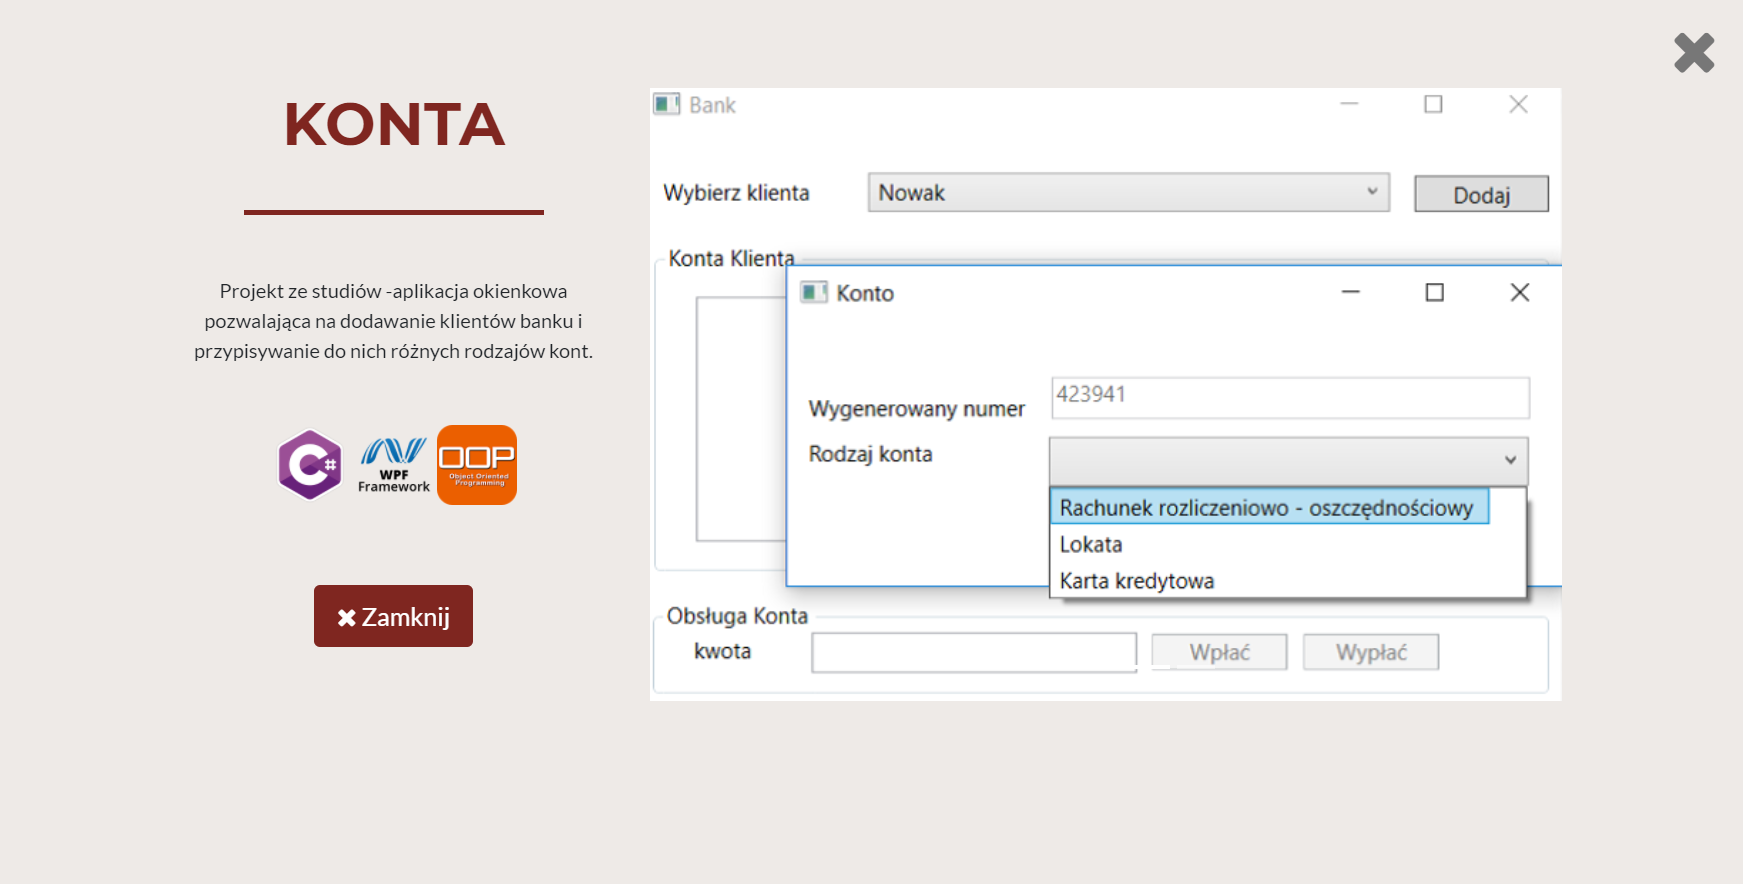 KONTA
Projekt ze studiów -aplikacja okienkowa
pozwalająca na dodawanie klientów banku i
przypisywanie do nich różnych rodzajów kont.
C#
WPF
Framework
OOP
Object Oriented
Programming
Zamknij
Bank
Wybierz klienta
Nowak
Dodaj
Konta Klienta
Konto
Wygenerowany numer
423941
Rodzaj konta
Rachunek rozliczeniowo - oszczędnościowy
Lokata
Karta kredytowa
Obsługa Konta
kwota
Wpłać
Wypłać